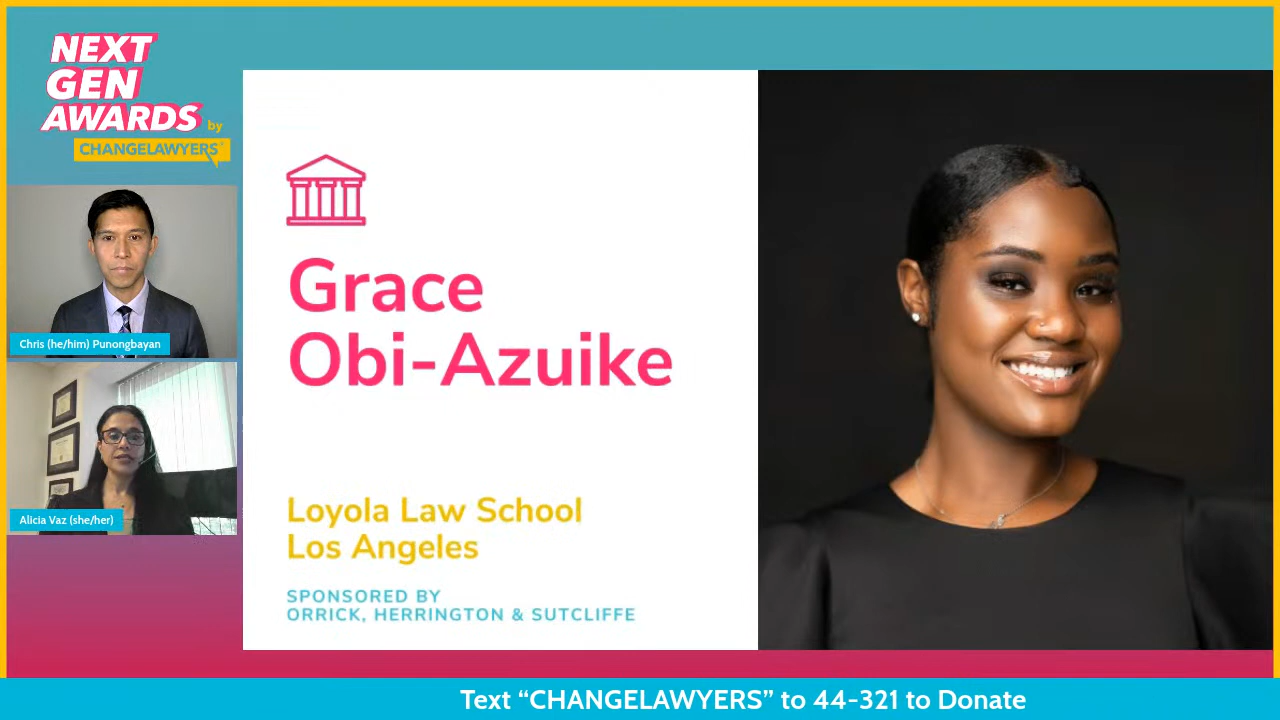 NEXT
GEN
AWARDS by
CHANGELAWYERS
Chris (he/him) Punongbayan
Alicia Vaz (she/her)
Grace
Obi-Azuike
Loyola Law School
Los Angeles
SPONSORED BY
ORRICK, HERRINGTON & SUTCLIFFE
Text “CHANGELAWYERS” to 44-321 to Donate